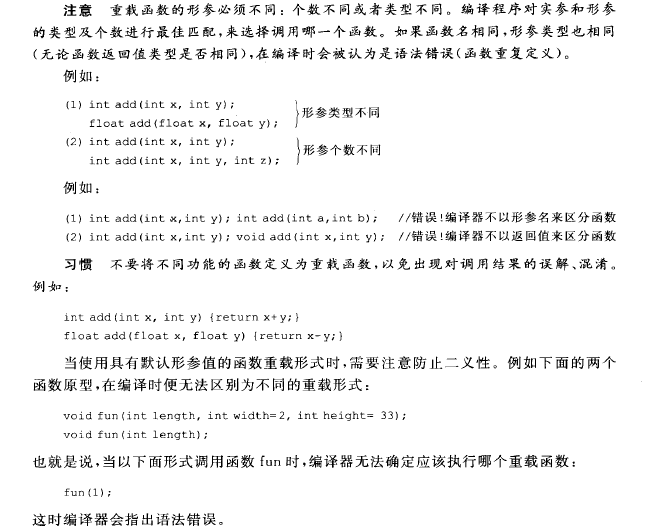 注意 重载函数的形参必须不同:个数不同或者类型不同。编译程序对实参和形参
的类型及个数进行最佳匹配,来选择调用哪一个函数。如果函数名相同,形参类型也相同
(无论函数返回值类型是否相同),在编译时会被认为是语法错误(函数重复定义)。
例如:
(1) int add(int x, int y);
float add(float x, float y);
形参类型不同
(2) int add(int x, int y);
int add(int x, int y, int z);
形参个数不同
例如:
(1) int add(int x,int y); int add(int a,int b); //错误!编译器不以形参名来区分函数
(2) int add(int x,int y); void add(int x,int y); //错误!编译器不以返回值来区分函数
习惯 不要将不同功能的函数定义为重载函数,以免出现对调用结果的误解、混淆。
例如:
int add(int x, int y) {return x+y;}
float add(float x, float y) {return x-y;}
当使用具有默认形参值的函数重载形式时,需要注意防止二义性。例如下面的两个
函数原型,在编译时便无法区别为不同的重载形式:
void fun(int length, int width=2, int height= 33);
void fun(int length);
也就是说,当以下面形式调用函数 fun 时,编译器无法确定应该执行哪个重载函数:
fun(1);
这时编译器会指出语法错误。